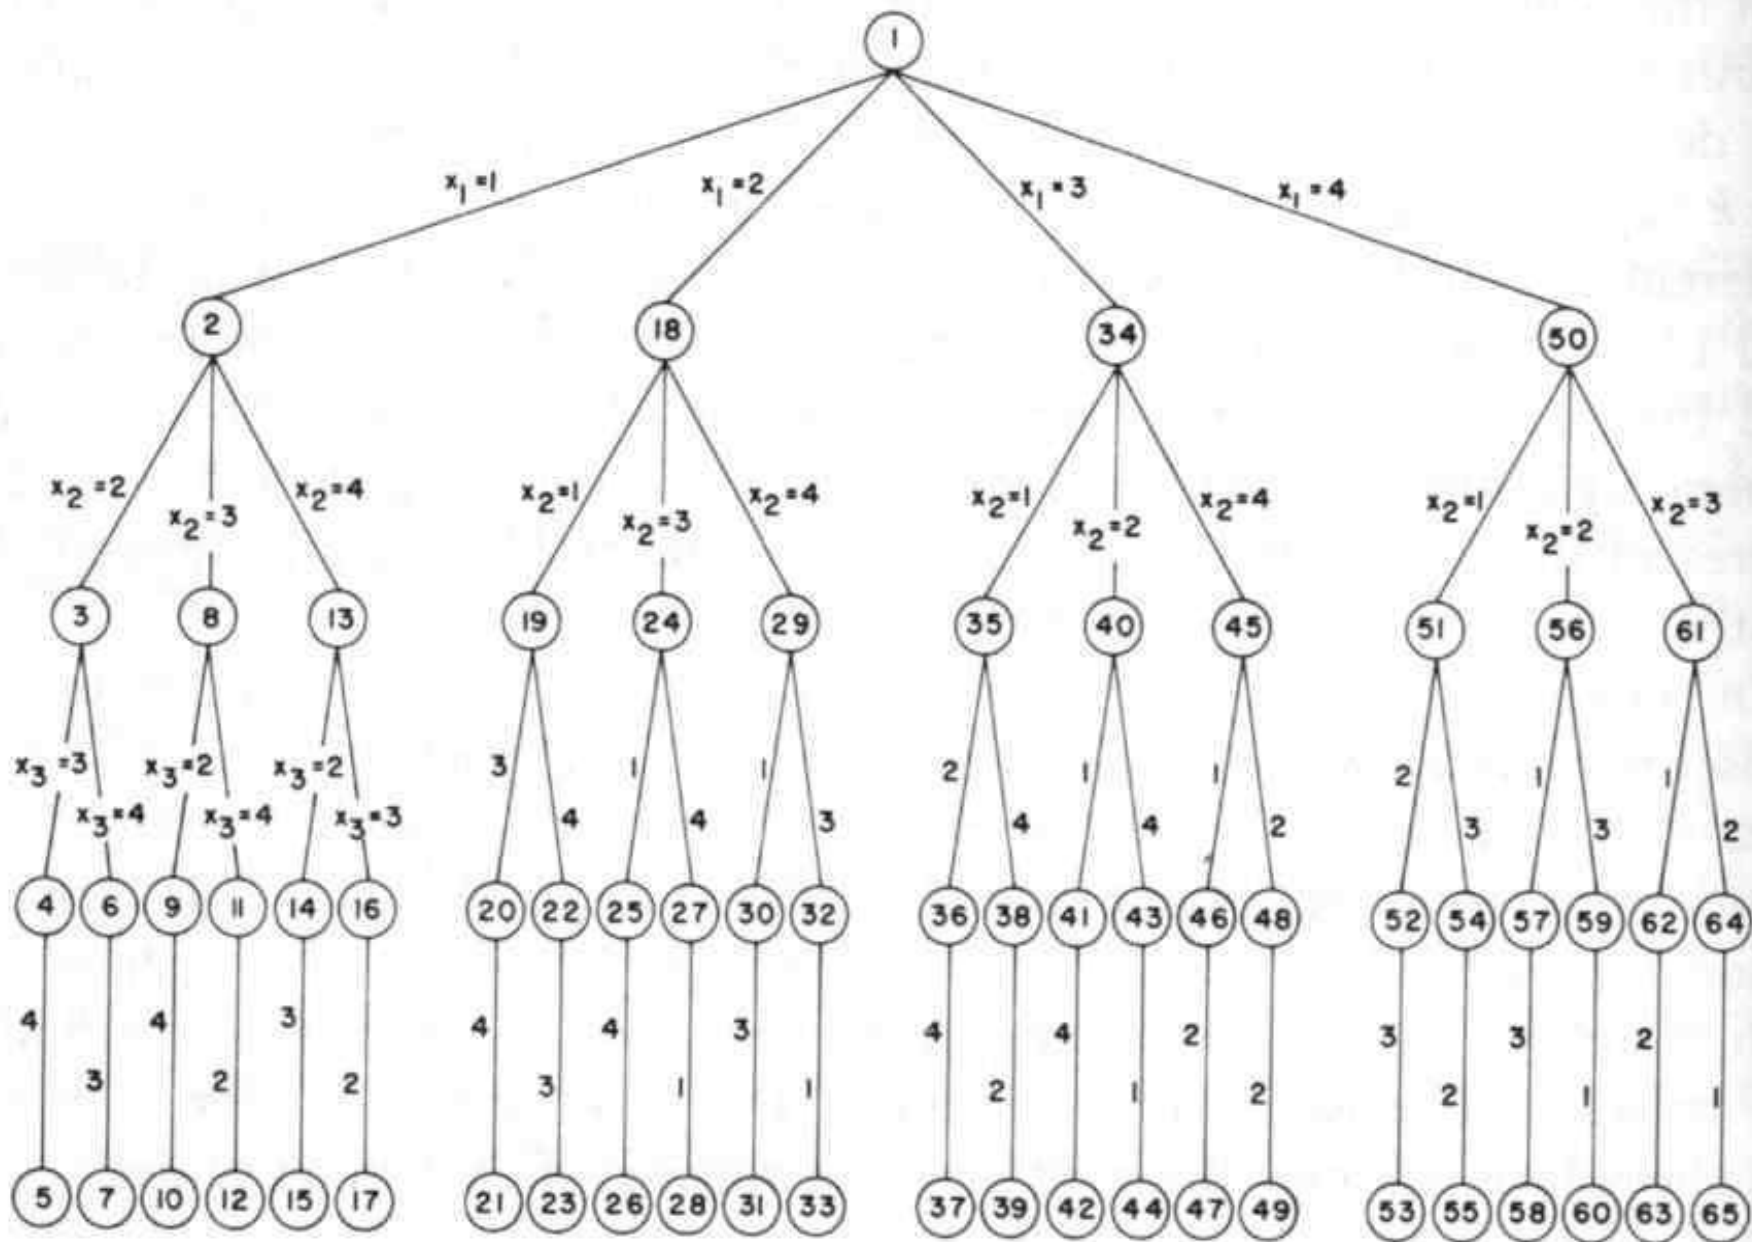 1
x₁=1 x₁=2 x₁=3 x₁=4
2 18 34 50
x₂=2 x₂=3 x₂=4 x₂=1 x₂=3 x₂=4 x₂=1 x₂=2 x₂=4 x₂=1 x₂=2 x₂=3
3 8 13 19 24 29 35 40 45 51 56 61
x₃=3 x₃=2 x₃=2 3 1 1 2 1 1 2 1 1
x₃=4 x₃=4 x₃=3 4 4 3 4 4 2 3 3 2
4 6 9 11 14 16 20 22 25 27 30 32 36 38 41 43 46 48 52 54 57 59 62 64
4 4 3 4 4 3 4 4 2 3 3 2
3 2 2 3 1 1 2 1 2 2 1 1
5 7 10 12 15 17 21 23 26 28 31 33 37 39 42 44 47 49 53 55 58 60 63 65